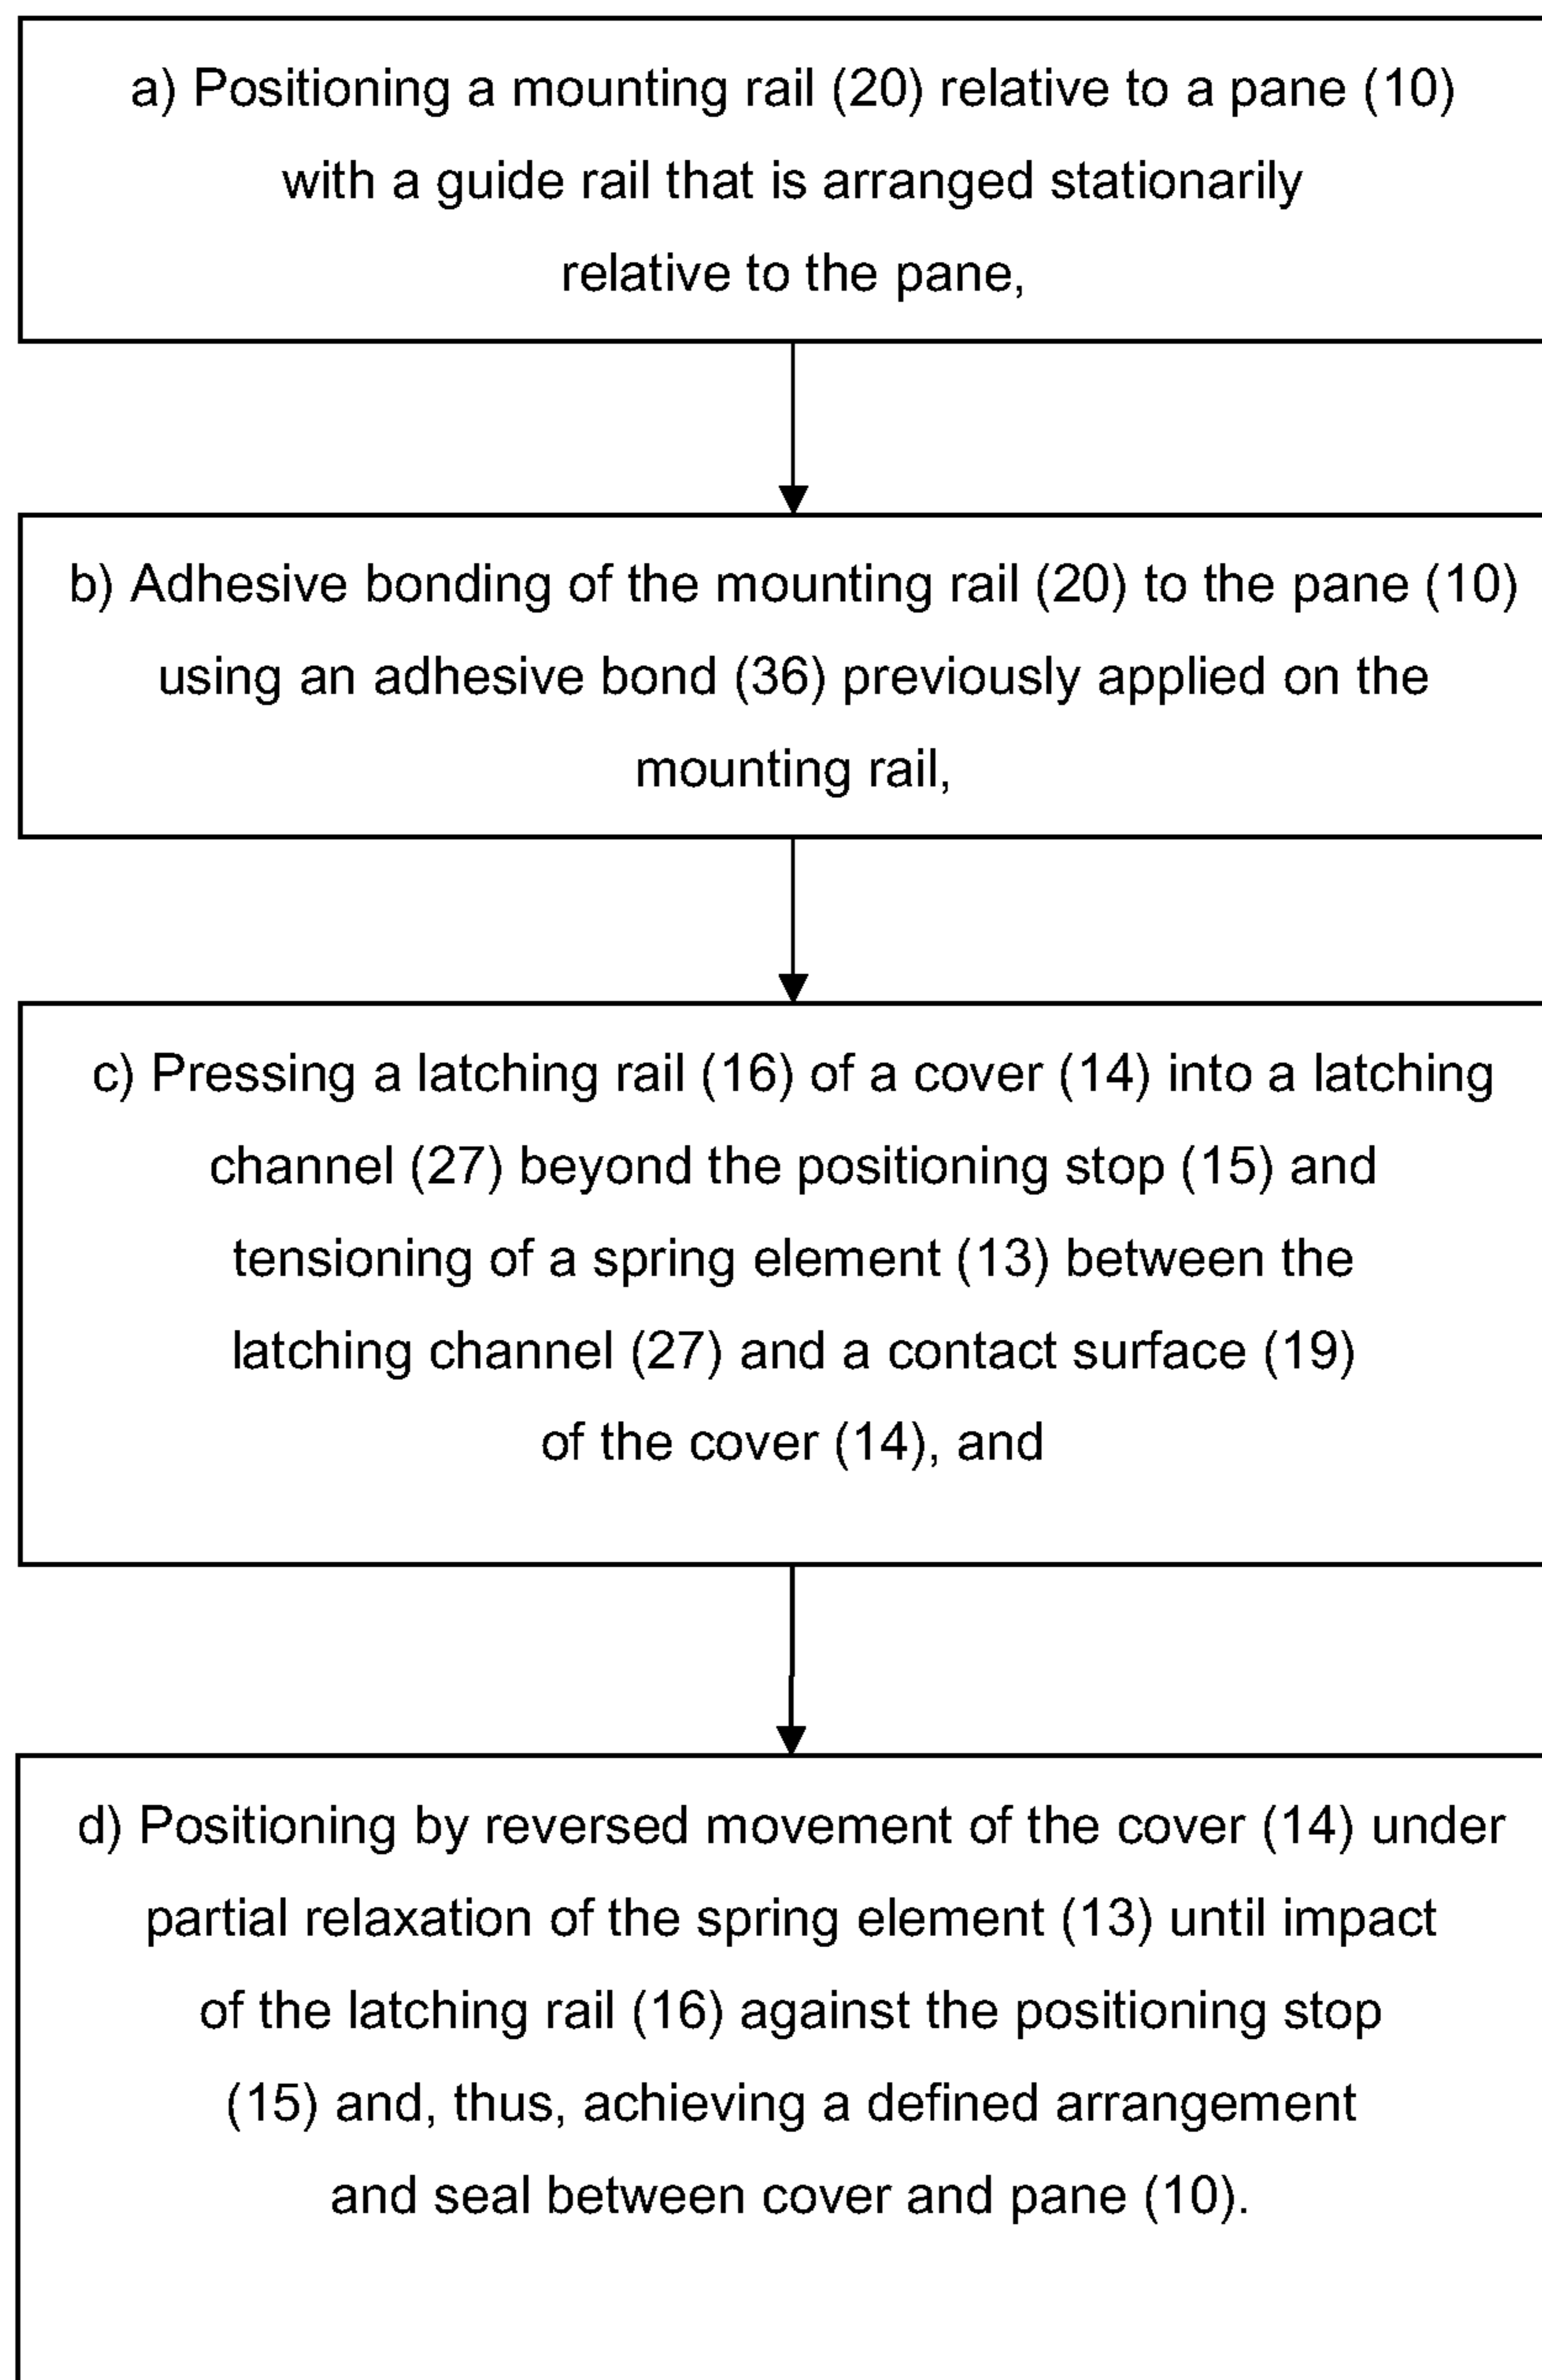 a) Positioning a mounting rail (20) relative to a pane (10)
with a guide rail that is arranged stationarily
relative to the pane,
b) Adhesive bonding of the mounting rail (20) to the pane (10)
using an adhesive bond (36) previously applied on the
mounting rail,
c) Pressing a latching rail (16) of a cover (14) into a latching
channel (27) beyond the positioning stop (15) and
tensioning of a spring element (13) between the
latching channel (27) and a contact surface (19)
of the cover (14), and
d) Positioning by reversed movement of the cover (14) under
partial relaxation of the spring element (13) until impact
of the latching rail (16) against the positioning stop
(15) and, thus, achieving a defined arrangement
and seal between cover and pane (10).